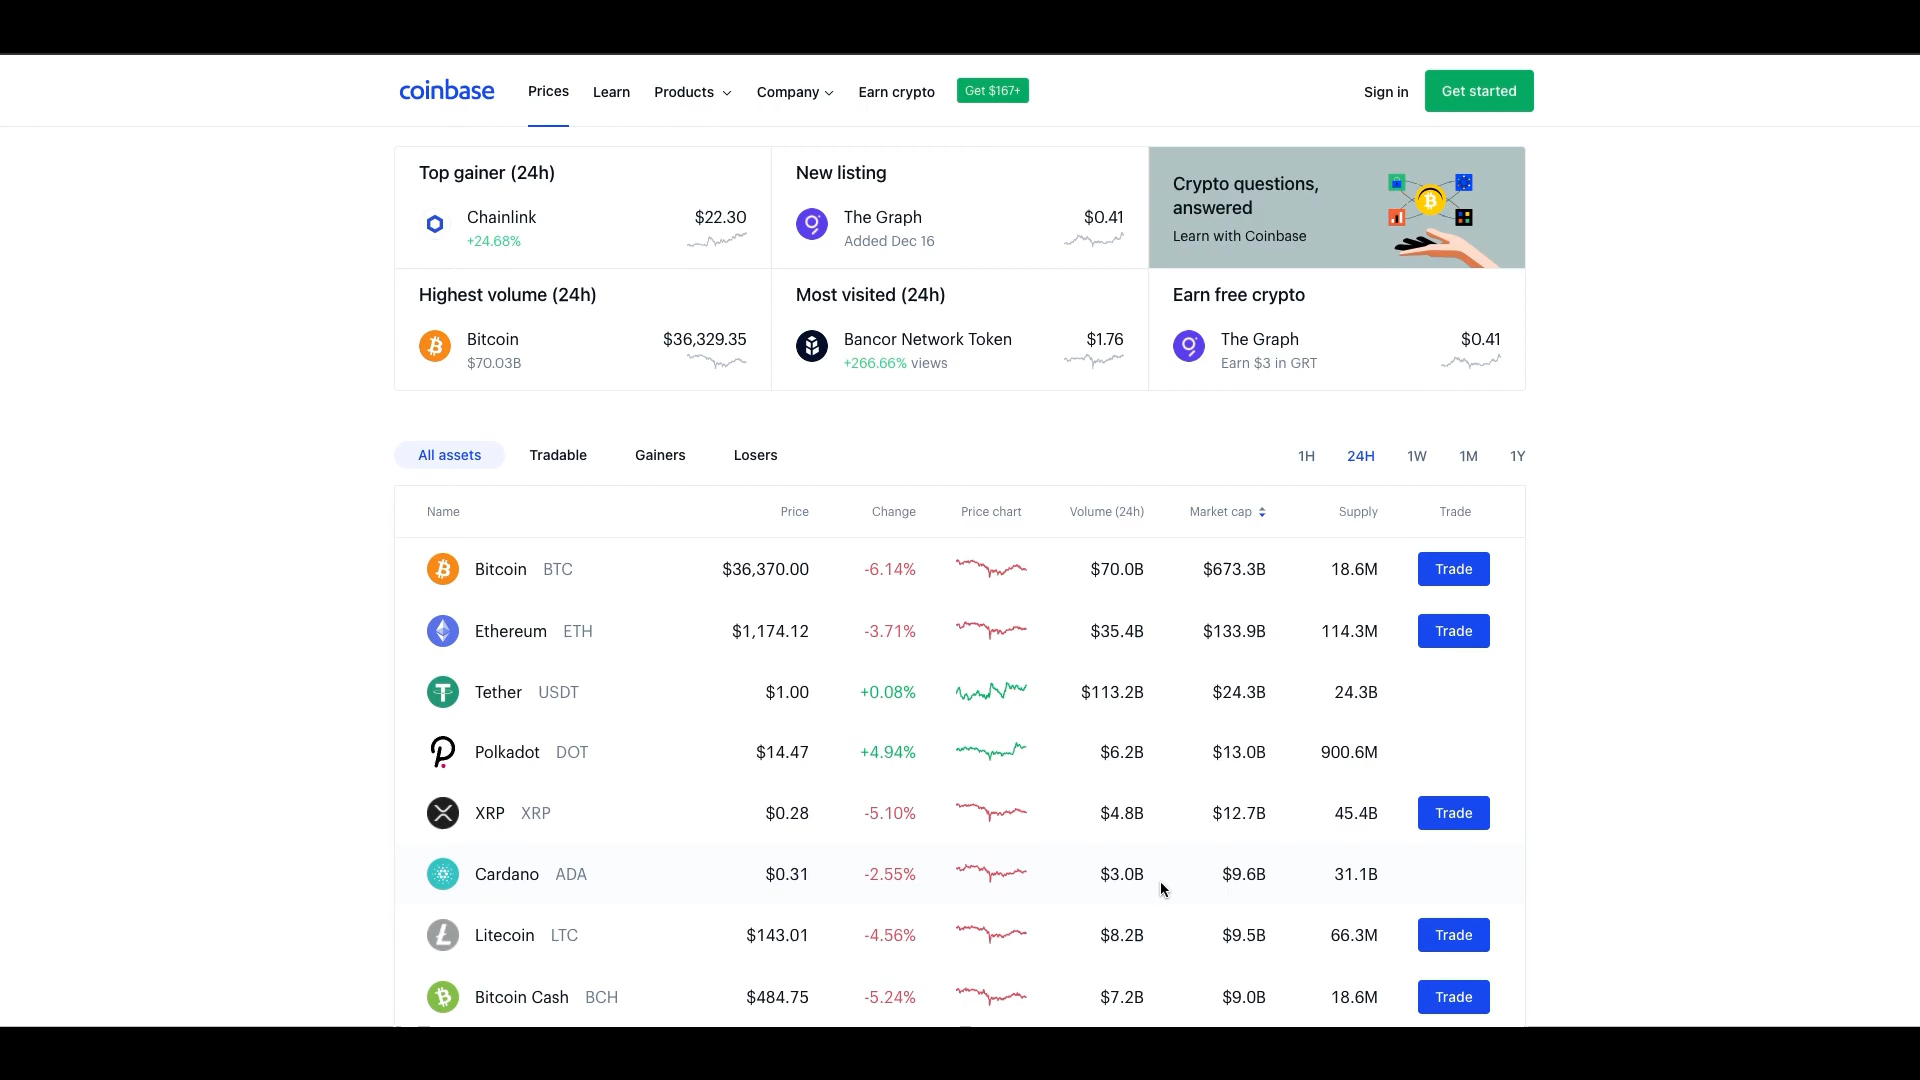 coinbase Prices Learn Products Company Earn crypto Get $167+ Sign in Get started
Top gainer (24h)
Chainlink $22.30
+24.68%
New listing
The Graph $0.41
Added Dec 16
Crypto questions,
answered
Learn with Coinbase
Highest volume (24h)
Bitcoin $36,329.35
$70.03B
Most visited (24h)
Bancor Network Token $1.76
+266.66% views
Earn free crypto
The Graph $0.41
Earn $3 in GRT
All assets Tradable Gainers Losers 1H 24H 1W 1M 1Y
Name Price Change Price chart Volume (24h) Market cap Supply Trade
Bitcoin BTC $36,370.00 -6.14% $70.0B $673.3B 18.6M Trade
Ethereum ETH $1,174.12 -3.71% $35.4B $133.9B 114.3M Trade
Tether USDT $1.00 +0.08% $113.2B $24.3B 24.3B
Polkadot DOT $14.47 +4.94% $6.2B $13.0B 900.6M
XRP XRP $0.28 -5.10% $4.8B $12.7B 45.4B Trade
Cardano ADA $0.31 -2.55% $3.0B $9.6B 31.1B
Litecoin LTC $143.01 -4.56% $8.2B $9.5B 66.3M Trade
Bitcoin Cash BCH $484.75 -5.24% $7.2B $9.0B 18.6M Trade